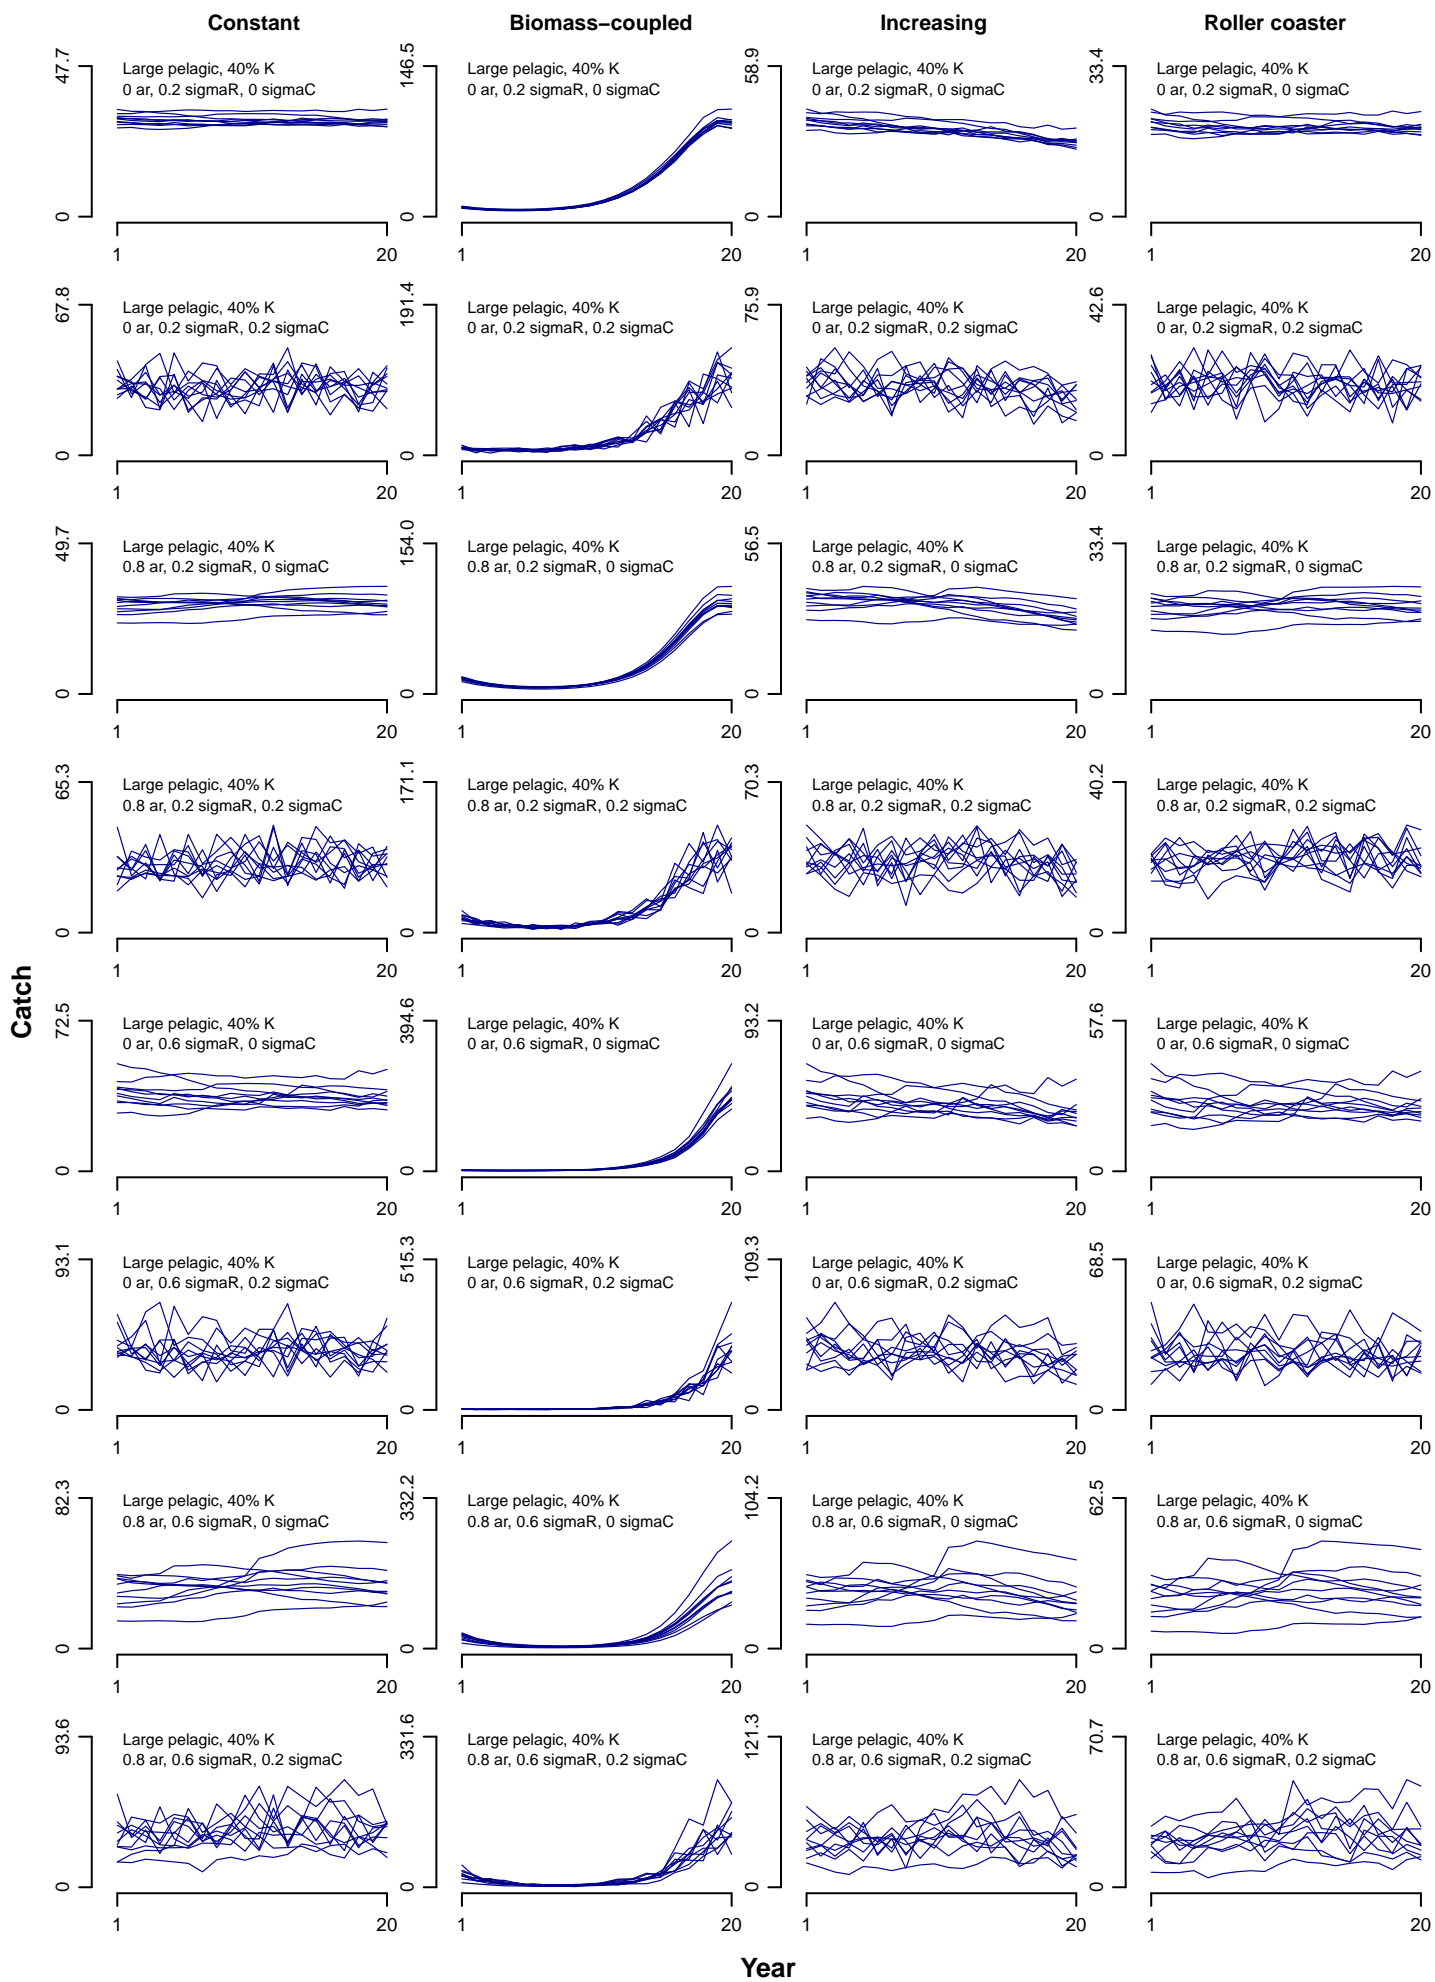 Constant
Biomass–coupled
Increasing
Roller coaster
47.7
Large pelagic, 40% K
0 ar, 0.2 sigmaR, 0 sigmaC
0
1
20
146.5
Large pelagic, 40% K
0 ar, 0.2 sigmaR, 0 sigmaC
0
1
20
58.9
Large pelagic, 40% K
0 ar, 0.2 sigmaR, 0 sigmaC
0
1
20
33.4
Large pelagic, 40% K
0 ar, 0.2 sigmaR, 0 sigmaC
0
1
20
67.8
Large pelagic, 40% K
0 ar, 0.2 sigmaR, 0.2 sigmaC
0
1
20
191.4
Large pelagic, 40% K
0 ar, 0.2 sigmaR, 0.2 sigmaC
0
1
20
75.9
Large pelagic, 40% K
0 ar, 0.2 sigmaR, 0.2 sigmaC
0
1
20
42.6
Large pelagic, 40% K
0 ar, 0.2 sigmaR, 0.2 sigmaC
0
1
20
49.7
Large pelagic, 40% K
0.8 ar, 0.2 sigmaR, 0 sigmaC
0
1
20
154.0
Large pelagic, 40% K
0.8 ar, 0.2 sigmaR, 0 sigmaC
0
1
20
56.5
Large pelagic, 40% K
0.8 ar, 0.2 sigmaR, 0 sigmaC
0
1
20
33.4
Large pelagic, 40% K
0.8 ar, 0.2 sigmaR, 0 sigmaC
0
1
20
65.3
Large pelagic, 40% K
0.8 ar, 0.2 sigmaR, 0.2 sigmaC
0
1
20
171.1
Large pelagic, 40% K
0.8 ar, 0.2 sigmaR, 0.2 sigmaC
0
1
20
70.3
Large pelagic, 40% K
0.8 ar, 0.2 sigmaR, 0.2 sigmaC
0
1
20
40.2
Large pelagic, 40% K
0.8 ar, 0.2 sigmaR, 0.2 sigmaC
0
1
20
Catch
72.5
Large pelagic, 40% K
0 ar, 0.6 sigmaR, 0 sigmaC
0
1
20
394.6
Large pelagic, 40% K
0 ar, 0.6 sigmaR, 0 sigmaC
0
1
20
93.2
Large pelagic, 40% K
0 ar, 0.6 sigmaR, 0 sigmaC
0
1
20
57.6
Large pelagic, 40% K
0 ar, 0.6 sigmaR, 0 sigmaC
0
1
20
93.1
Large pelagic, 40% K
0 ar, 0.6 sigmaR, 0.2 sigmaC
0
1
20
515.3
Large pelagic, 40% K
0 ar, 0.6 sigmaR, 0.2 sigmaC
0
1
20
109.3
Large pelagic, 40% K
0 ar, 0.6 sigmaR, 0.2 sigmaC
0
1
20
68.5
Large pelagic, 40% K
0 ar, 0.6 sigmaR, 0.2 sigmaC
0
1
20
82.3
Large pelagic, 40% K
0.8 ar, 0.6 sigmaR, 0 sigmaC
0
1
20
332.2
Large pelagic, 40% K
0.8 ar, 0.6 sigmaR, 0 sigmaC
0
1
20
104.2
Large pelagic, 40% K
0.8 ar, 0.6 sigmaR, 0 sigmaC
0
1
20
62.5
Large pelagic, 40% K
0.8 ar, 0.6 sigmaR, 0 sigmaC
0
1
20
93.6
Large pelagic, 40% K
0.8 ar, 0.6 sigmaR, 0.2 sigmaC
0
1
20
331.6
Large pelagic, 40% K
0.8 ar, 0.6 sigmaR, 0.2 sigmaC
0
1
20
121.3
Large pelagic, 40% K
0.8 ar, 0.6 sigmaR, 0.2 sigmaC
0
1
20
70.7
Large pelagic, 40% K
0.8 ar, 0.6 sigmaR, 0.2 sigmaC
0
1
20
Year